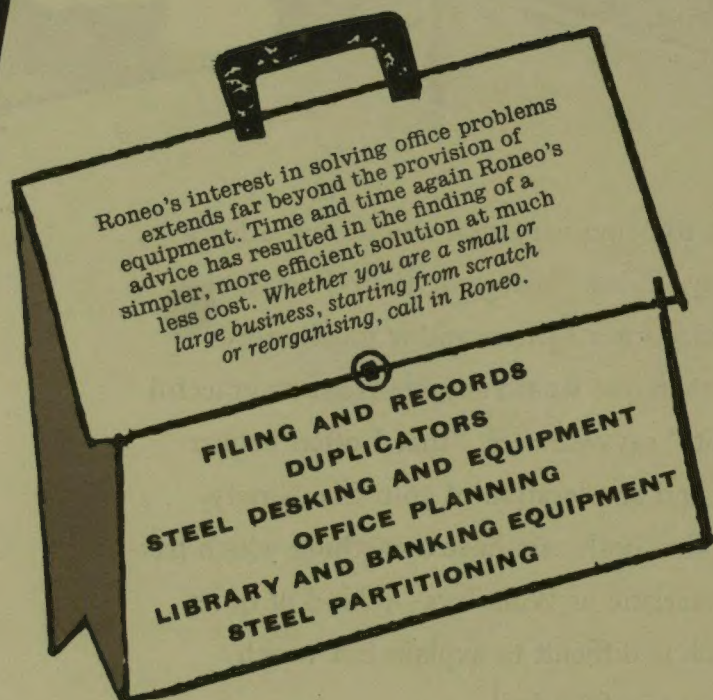 Roneo's interest in solving office problems
extends far beyond the provision of
equipment. Time and time again Roneo's
advice has resulted in the finding of a
simpler, more efficient solution at much
less cost. Whether you are a small or
large business, starting from scratch
or reorganising, call in Roneo.
FILING AND RECORDS
DUPLICATORS
STEEL DESKING AND EQUIPMENT
OFFICE PLANNING
LIBRARY AND BANKING EQUIPMENT
STEEL PARTITIONING